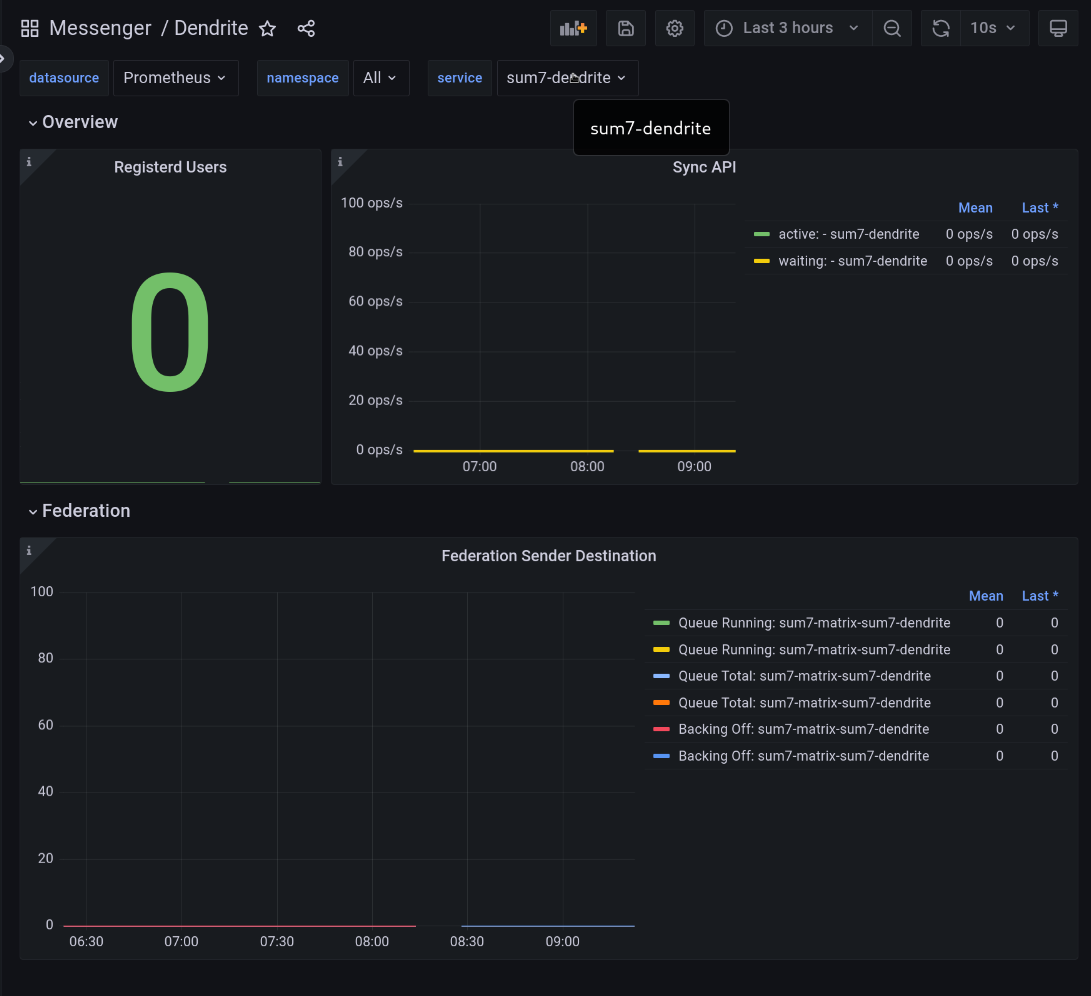 Messenger / Dendrite
Last 3 hours
10s
datasource Prometheus namespace All service sum7-dendrite
sum7-dendrite
Overview
i Registerd Users
0
i Sync API
100 ops/s
80 ops/s
60 ops/s
40 ops/s
20 ops/s
0 ops/s
07:00 08:00 09:00
Mean Last *
active: - sum7-dendrite 0 ops/s 0 ops/s
waiting: - sum7-dendrite 0 ops/s 0 ops/s
Federation
i Federation Sender Destination
100
80
60
40
20
0
06:30 07:00 07:30 08:00 08:30 09:00
Mean Last *
Queue Running: sum7-matrix-sum7-dendrite 0 0
Queue Running: sum7-matrix-sum7-dendrite 0 0
Queue Total: sum7-matrix-sum7-dendrite 0 0
Queue Total: sum7-matrix-sum7-dendrite 0 0
Backing Off: sum7-matrix-sum7-dendrite 0 0
Backing Off: sum7-matrix-sum7-dendrite 0 0